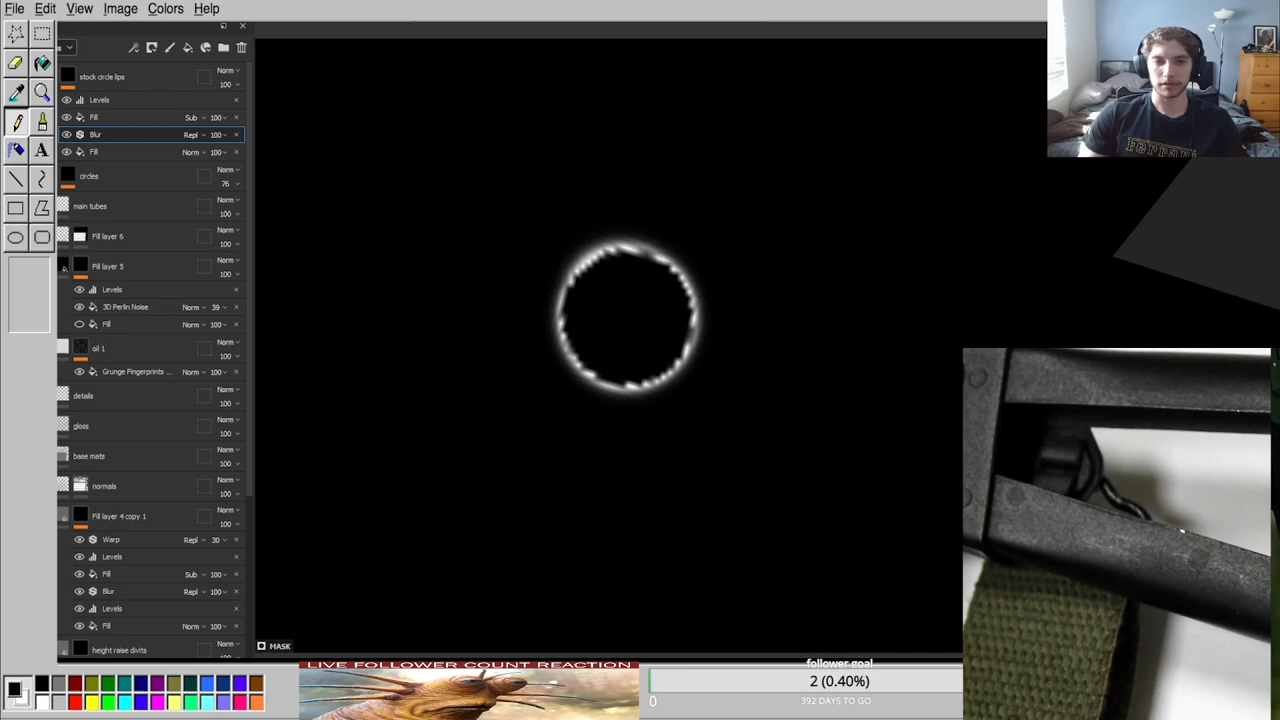 File Edit View Image Colors Help
s
stock circle lips Norm
100
Levels
Fill Sub 100
Blur Repl 100
Fill Norm 100
circles Norm
76
main tubes Norm
100
Fill layer 6 Norm
100
Fill layer 5 Norm
100
Levels
3D Perlin Noise Norm 39
Fill Norm 100
oil 1 Norm
100
Grunge Fingerprints ... Norm 100
details Norm
100
gloss Norm
100
base mats Norm
100
normals Norm
100
Fill layer 4 copy 1 Norm
100
Warp Repl 30
Levels
Fill Sub 100
Blur Repl 100
Levels
Fill Norm 100
height raise divits Norm
MASK
A
Ferrari
LIVE FOLLOWER COUNT REACTION
follower goal
2 (0.40%)
0
392 DAYS TO GO